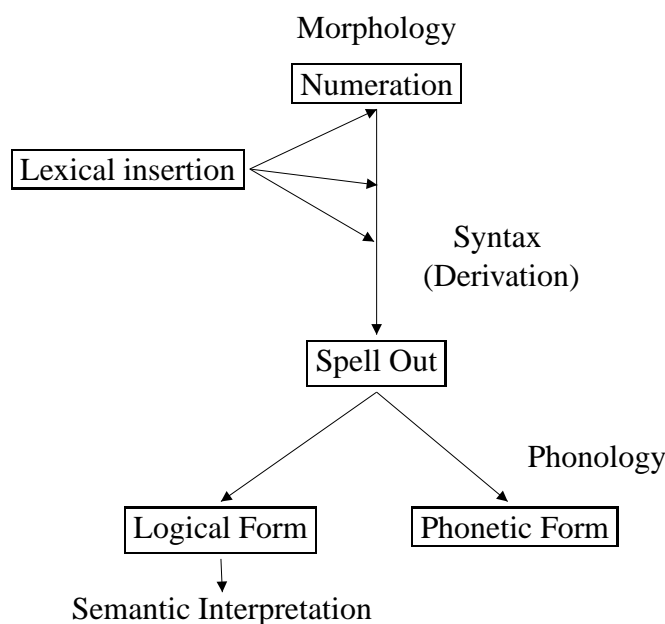 Morphology
Numeration
Lexical insertion
Syntax
(Derivation)
Spell Out
Phonology
Logical Form
Phonetic Form
Semantic Interpretation